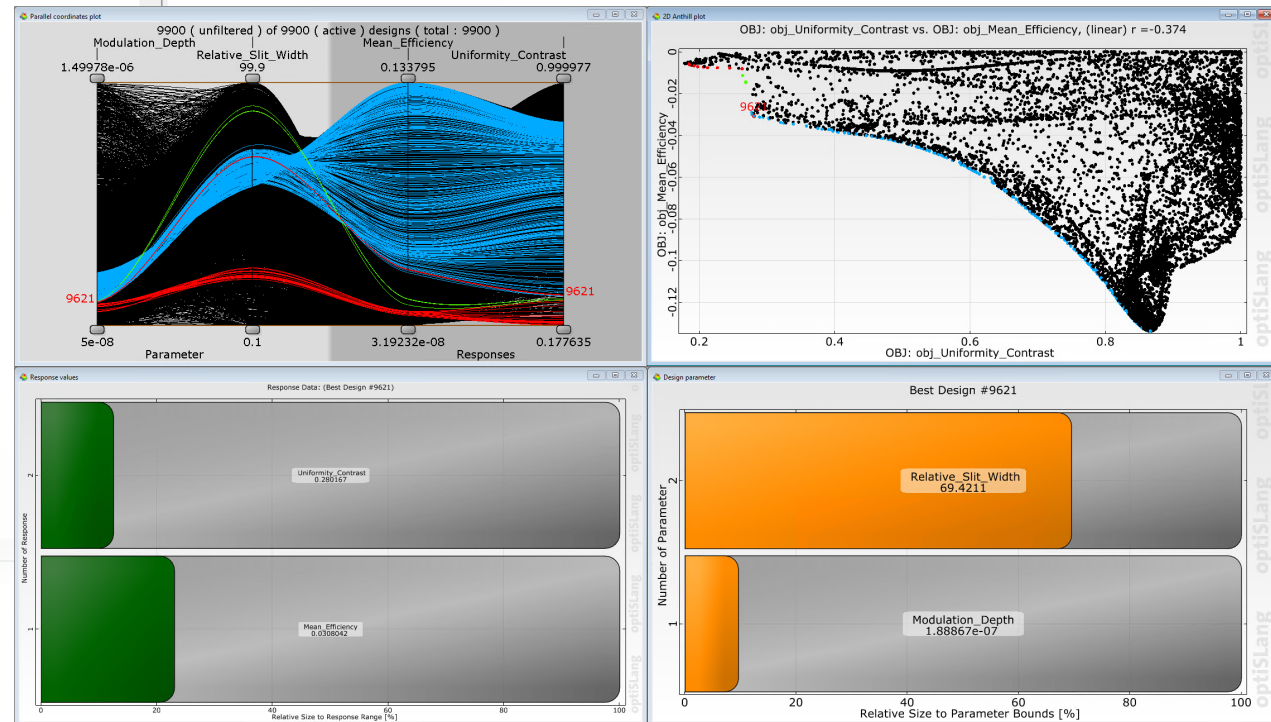 Parallel coordinates plot
9900 ( unfiltered ) of 9900 ( active ) designs ( total : 9900 )
Modulation_Depth
Relative_Slit_Width
Mean_Efficiency
Uniformity_Contrast
1.49978e-06
99.9
0.133795
0.999977
9621
9621
5e-08
0.1
3.19232e-08
0.177635
Parameter
Responses
2D Anthill plot
OBJ: obj_Uniformity_Contrast vs. OBJ: obj_Mean_Efficiency, (linear) r =-0.374
OBJ: obj_Mean_Efficiency
0
-0.02
-0.04
-0.06
-0.08
-0.1
-0.12
9621
0.2
0.4
0.6
0.8
1
OBJ: obj_Uniformity_Contrast
optiSLang
optiSLang
Response values
Response Data: (Best Design #9621)
Number of Response
2
Uniformity_Contrast
0.280167
1
Mean_Efficiency
0.0308042
0
20
40
60
80
100
Relative Size to Response Range [%]
optiSLang
optiSLang
optiSLang
Design parameter
Best Design #9621
Number of Parameter
2
Relative_Slit_Width
69.4211
1
Modulation_Depth
1.88867e-07
0
20
40
60
80
100
Relative Size to Parameter Bounds [%]
optiSLang
optiSLang